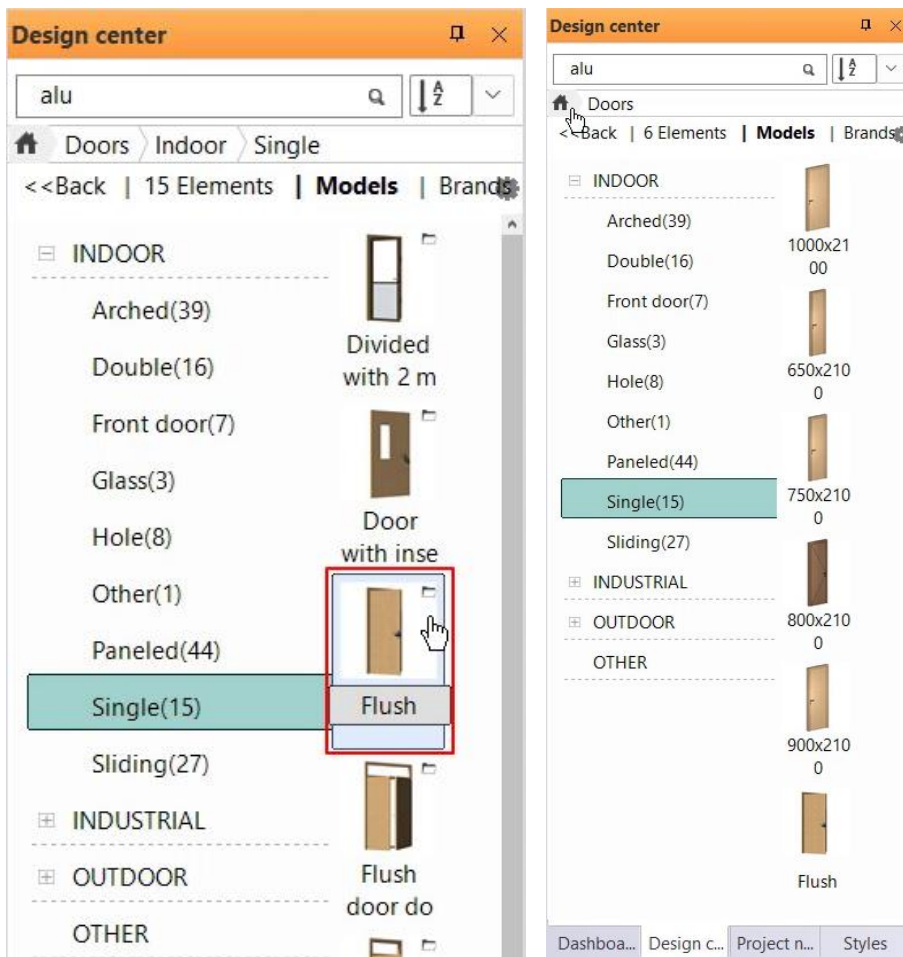 Design center
alu
A
Z
Doors Indoor Single
<<Back | 15 Elements | Models | Brands
INDOOR
Arched(39)
Double(16)
Front door(7)
Glass(3)
Hole(8)
Other(1)
Paneled(44)
Single(15)
Sliding(27)
INDUSTRIAL
OUTDOOR
OTHER
Divided
with 2 m
Door
with inse
Flush
Flush
door do
Design center
alu
A
Z
Doors
<<Back | 6 Elements | Models | Brands
INDOOR
Arched(39)
Double(16)
Front door(7)
Glass(3)
Hole(8)
Other(1)
Paneled(44)
Single(15)
Sliding(27)
INDUSTRIAL
OUTDOOR
OTHER
1000x21
00
650x210
0
750x210
0
800x210
0
900x210
0
Flush
Dashboa... Design c... Project n... Styles